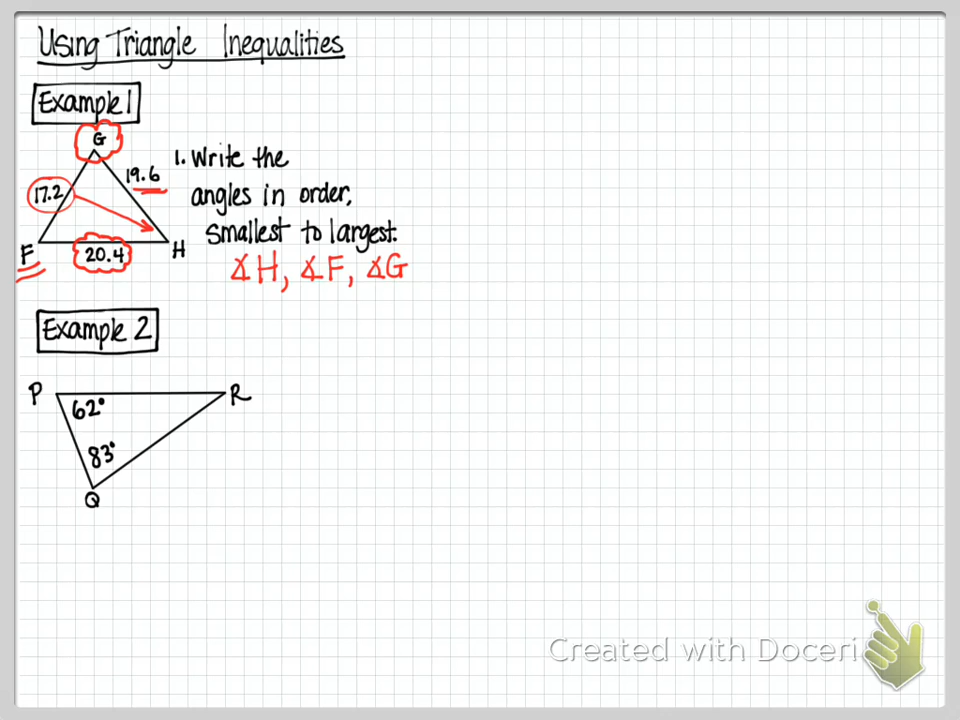 Using Triangle Inequalities
Example 1
G
17.2
19.6
F
20.4
H
1. Write the
angles in order,
smallest to largest.
∡H, ∡F, ∡G
Example 2
P
R
62°
83°
Q
Created with Doceri